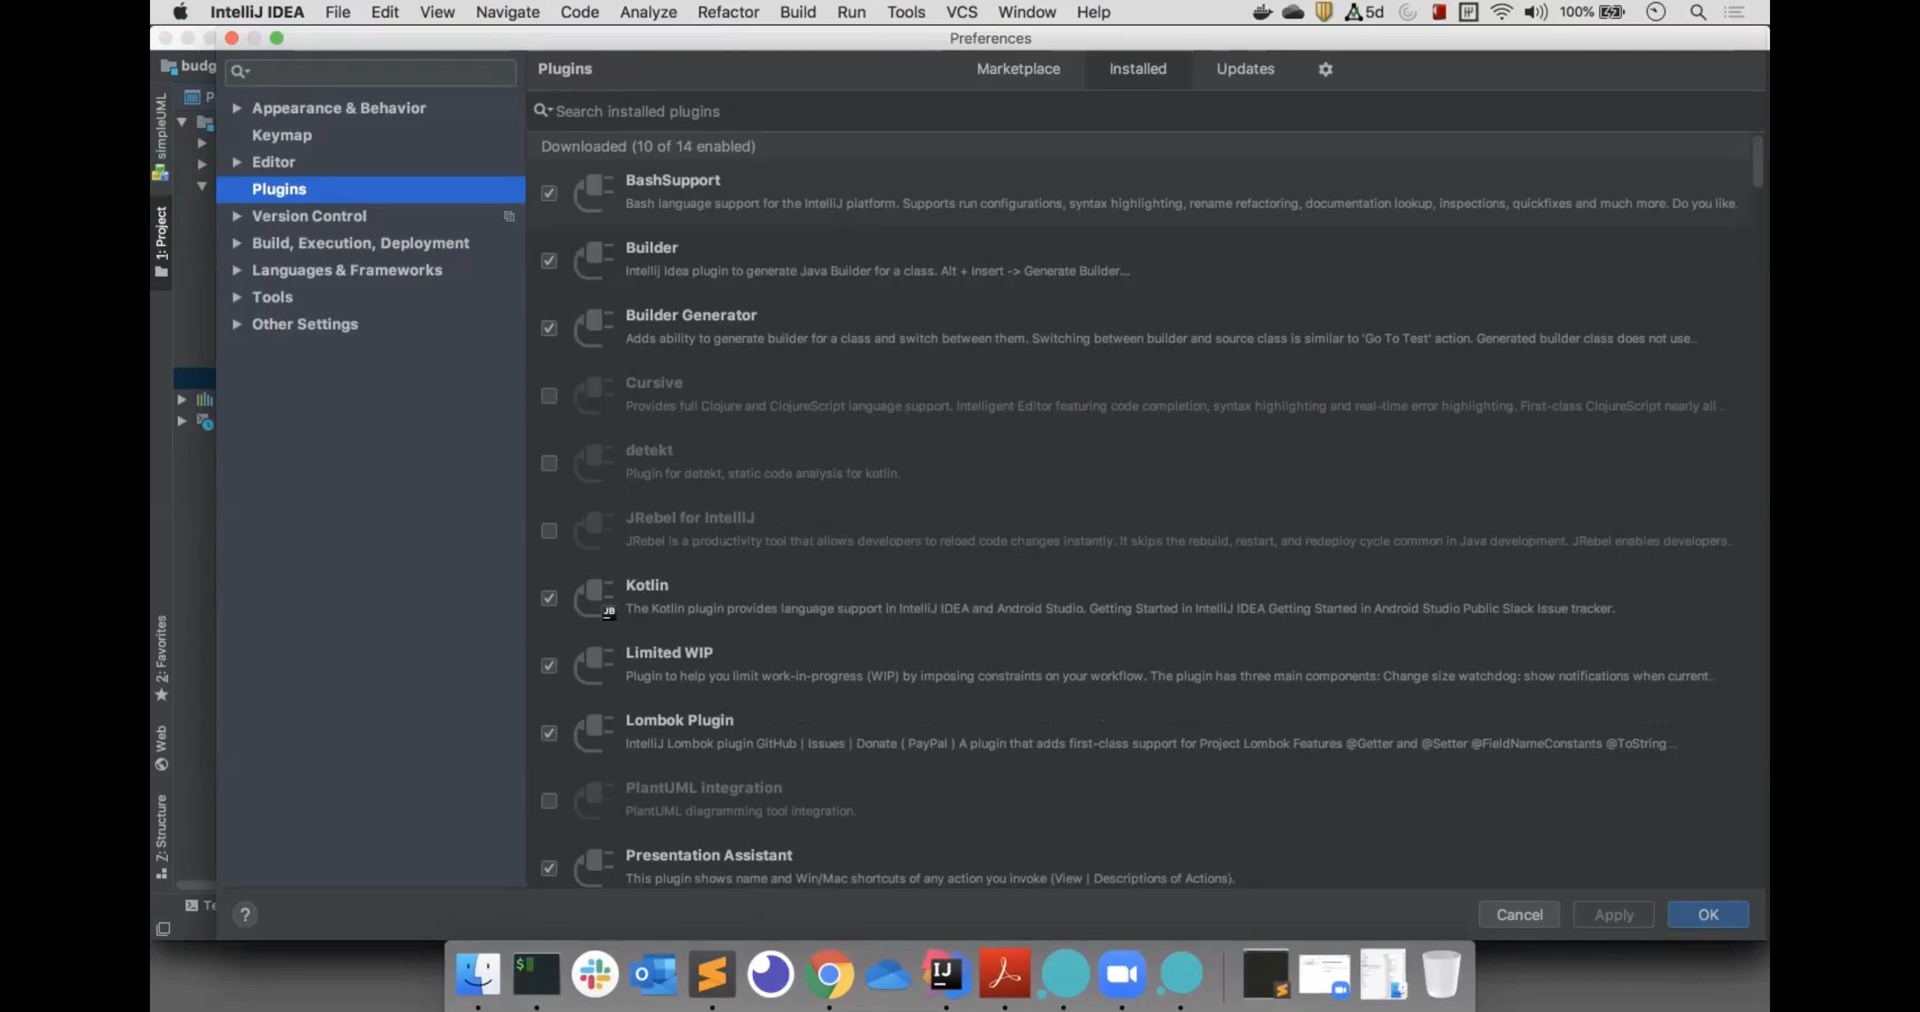 IntelliJ IDEA File Edit View Navigate Code Analyze Refactor Build Run Tools VCS Window Help 5d 100%
Preferences
budg
P
simpleUML
1: Project
2: Favorites
Web
7: Structure
Te
Appearance & Behavior
Keymap
Editor
Plugins
Version Control
Build, Execution, Deployment
Languages & Frameworks
Tools
Other Settings
?
Plugins Marketplace Installed Updates
Search installed plugins
Downloaded (10 of 14 enabled)
BashSupport
Bash language support for the IntelliJ platform. Supports run configurations, syntax highlighting, rename refactoring, documentation lookup, inspections, quickfixes and much more. Do you like.
Builder
Intellij Idea plugin to generate Java Builder for a class. Alt + Insert -> Generate Builder...
Builder Generator
Adds ability to generate builder for a class and switch between them. Switching between builder and source class is similar to 'Go To Test' action. Generated builder class does not use..
Cursive
Provides full Clojure and ClojureScript language support. Intelligent Editor featuring code completion, syntax highlighting and real-time error highlighting. First-class ClojureScript nearly all...
detekt
Plugin for detekt, static code analysis for kotlin.
JRebel for IntelliJ
JRebel is a productivity tool that allows developers to reload code changes instantly. It skips the rebuild, restart, and redeploy cycle common in Java development. JRebel enables developers..
Kotlin
JB
The Kotlin plugin provides language support in IntelliJ IDEA and Android Studio. Getting Started in IntelliJ IDEA Getting Started in Android Studio Public Slack Issue tracker.
Limited WIP
Plugin to help you limit work-in-progress (WIP) by imposing constraints on your workflow. The plugin has three main components: Change size watchdog: show notifications when current..
Lombok Plugin
IntelliJ Lombok plugin GitHub | Issues | Donate ( PayPal ) A plugin that adds first-class support for Project Lombok Features @Getter and @Setter @FieldNameConstants @ToString...
PlantUML integration
PlantUML diagramming tool integration.
Presentation Assistant
This plugin shows name and Win/Mac shortcuts of any action you invoke (View | Descriptions of Actions).
Cancel Apply OK
$
IJ